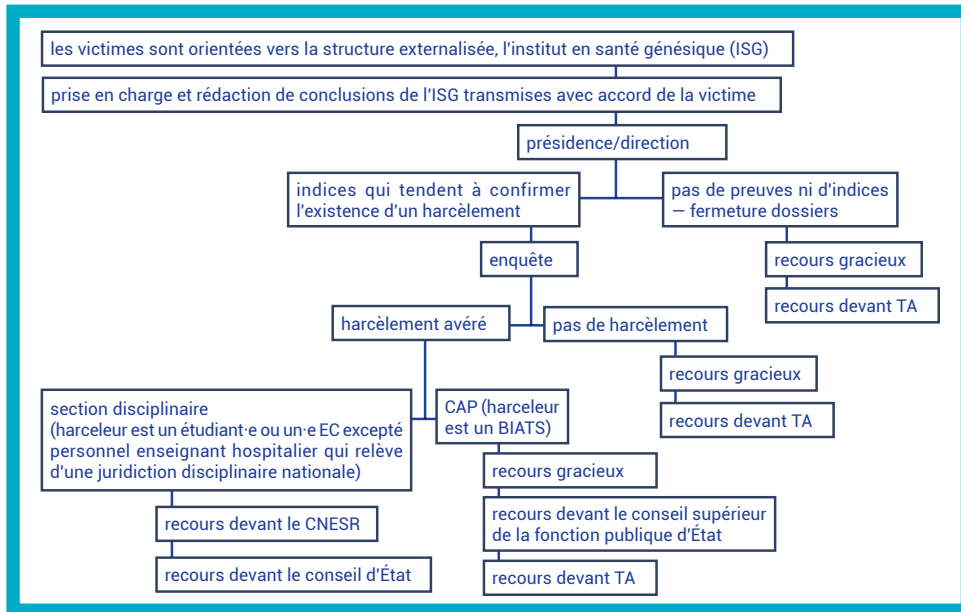 les victimes sont orientées vers la structure externalisée, l'institut en santé génésique (ISG)
prise en charge et rédaction de conclusions de l'ISG transmises avec accord de la victime
présidence/direction
indices qui tendent à confirmer
l'existence d'un harcèlement
pas de preuves ni d'indices
— fermeture dossiers
recours gracieux
recours devant TA
enquête
harcèlement avéré
pas de harcèlement
recours gracieux
recours devant TA
section disciplinaire
(harceleur est un étudiant·e ou un·e EC excepté
personnel enseignant hospitalier qui relève
d'une juridiction disciplinaire nationale)
recours devant le CNESR
recours devant le conseil d'État
CAP (harceleur
est un BIATS)
recours gracieux
recours devant le conseil supérieur
de la fonction publique d'État
recours devant TA